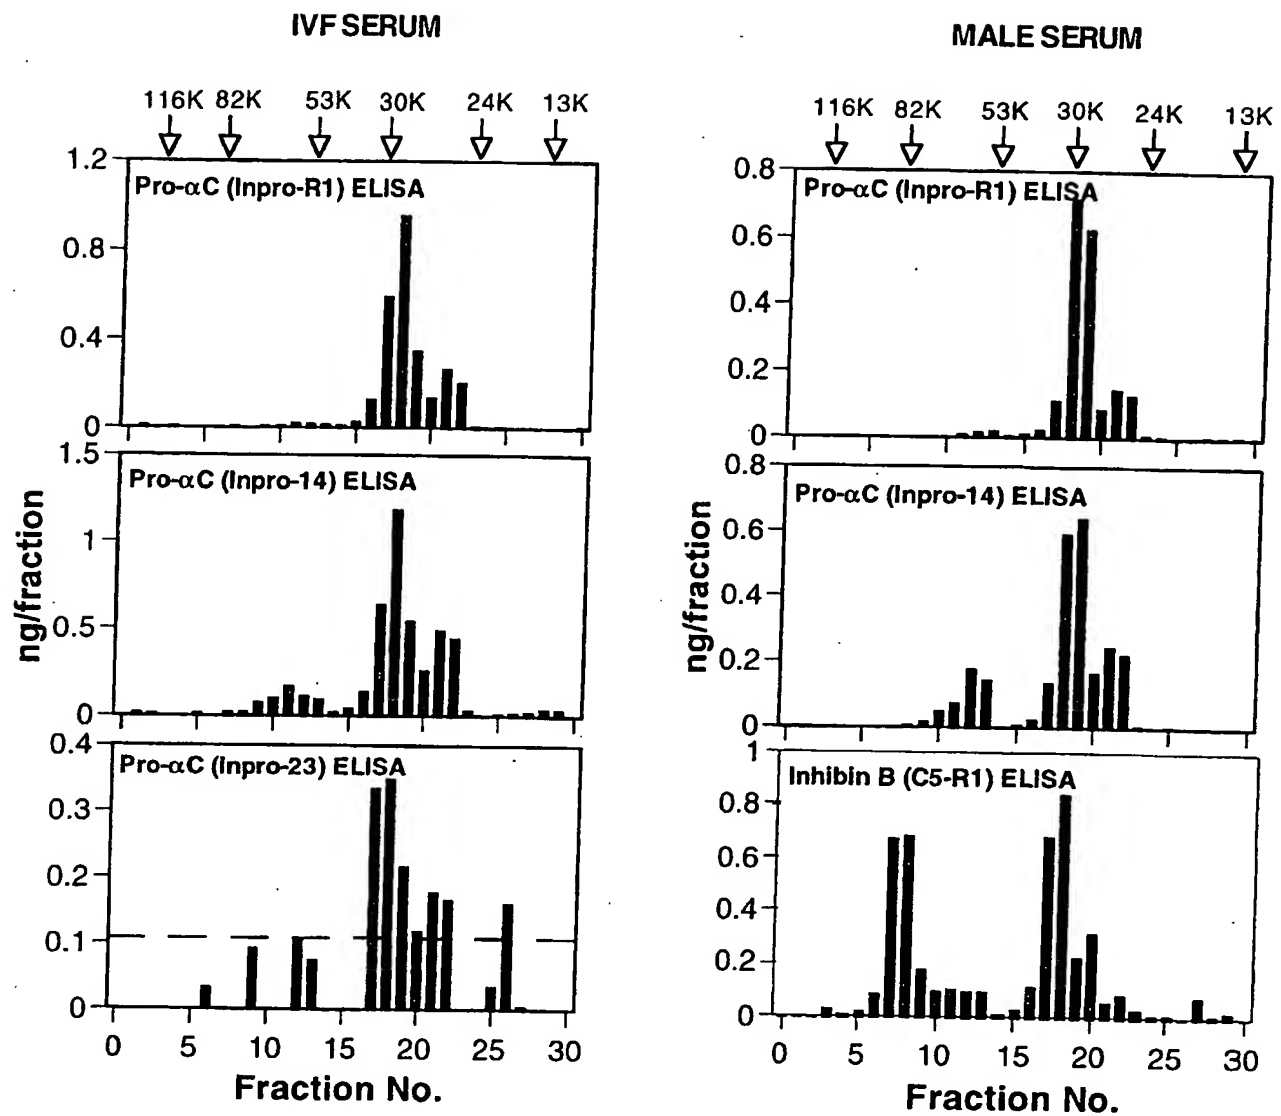 IVF SERUM
116K 82K 53K 30K 24K 13K
1.2
Pro-αC (Inpro-R1) ELISA
0.8
0.4
0
1.5
Pro-αC (Inpro-14) ELISA
1
0.5
0
ng/fraction
0.4
Pro-αC (Inpro-23) ELISA
0.3
0.2
0.1
0
0 5 10 15 20 25 30
Fraction No.
MALE SERUM
116K 82K 53K 30K 24K 13K
0.8
Pro-αC (Inpro-R1) ELISA
0.6
0.4
0.2
0
0.8
Pro-αC (Inpro-14) ELISA
0.6
0.4
0.2
0
ng/fraction
1
Inhibin B (C5-R1) ELISA
0.8
0.6
0.4
0.2
0
0 5 10 15 20 25 30
Fraction No.